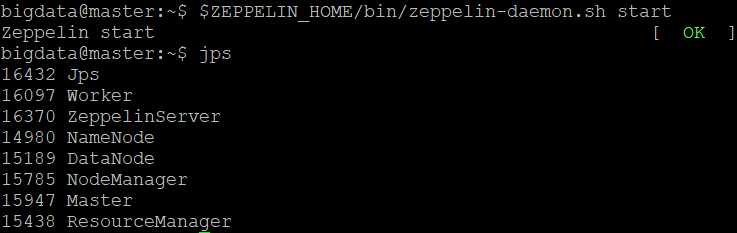 bigdata@master:~$ $ZEPPELIN_HOME/bin/zeppelin-daemon.sh start
Zeppelin start [ OK ]
bigdata@master:~$ jps
16432 Jps
16097 Worker
16370 ZeppelinServer
14980 NameNode
15189 DataNode
15785 NodeManager
15947 Master
15438 ResourceManager